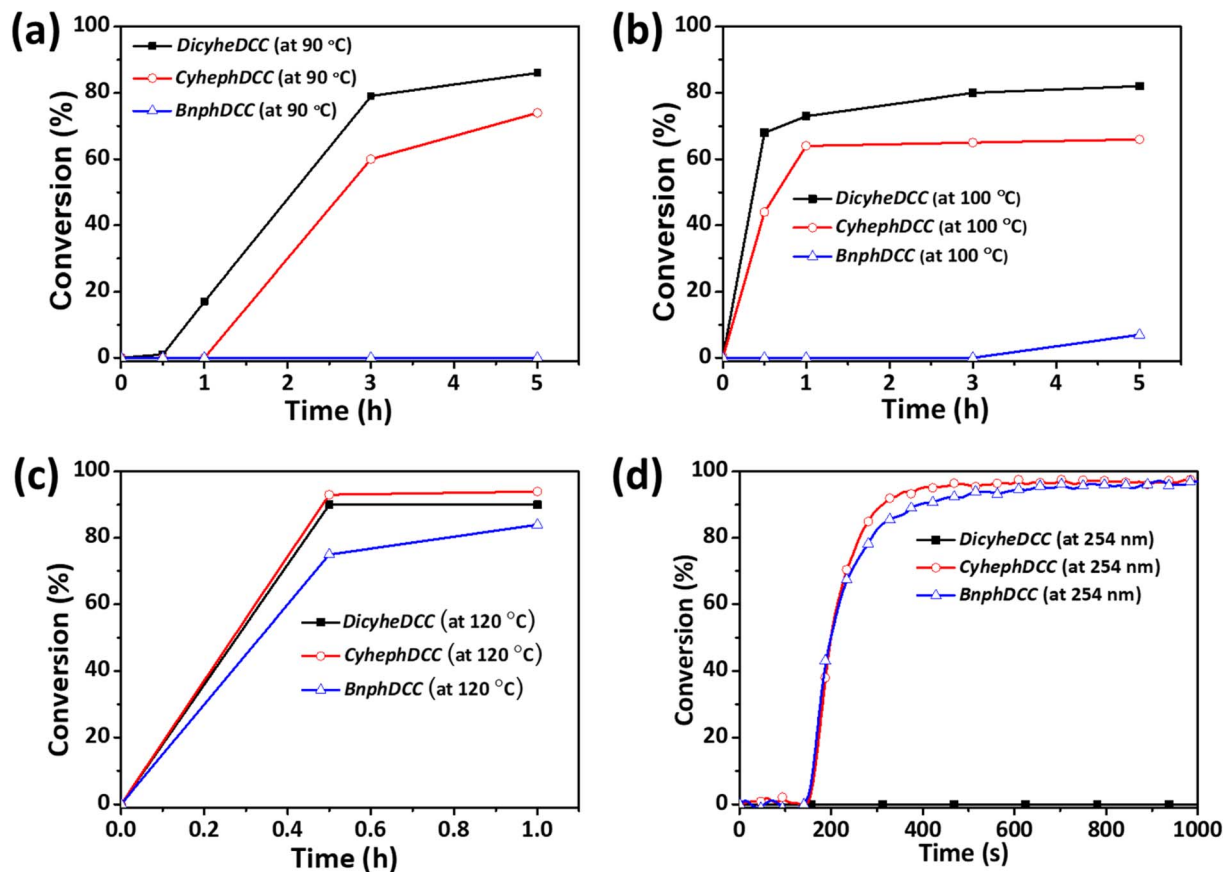 (a)
Conversion (%)
100
80
60
40
20
0
DicyheDCC (at 90 °C)
CyhephDCC (at 90 °C)
BnphDCC (at 90 °C)
0 1 2 3 4 5
Time (h)
(b)
Conversion (%)
100
80
60
40
20
0
DicyheDCC (at 100 °C)
CyhephDCC (at 100 °C)
BnphDCC (at 100 °C)
0 1 2 3 4 5
Time (h)
(c)
Conversion (%)
100
80
60
40
20
0
DicyheDCC (at 120 °C)
CyhephDCC (at 120 °C)
BnphDCC (at 120 °C)
0.0 0.2 0.4 0.6 0.8 1.0
Time (h)
(d)
Conversion (%)
100
80
60
40
20
0
DicyheDCC (at 254 nm)
CyhephDCC (at 254 nm)
BnphDCC (at 254 nm)
0 200 400 600 800 1000
Time (s)